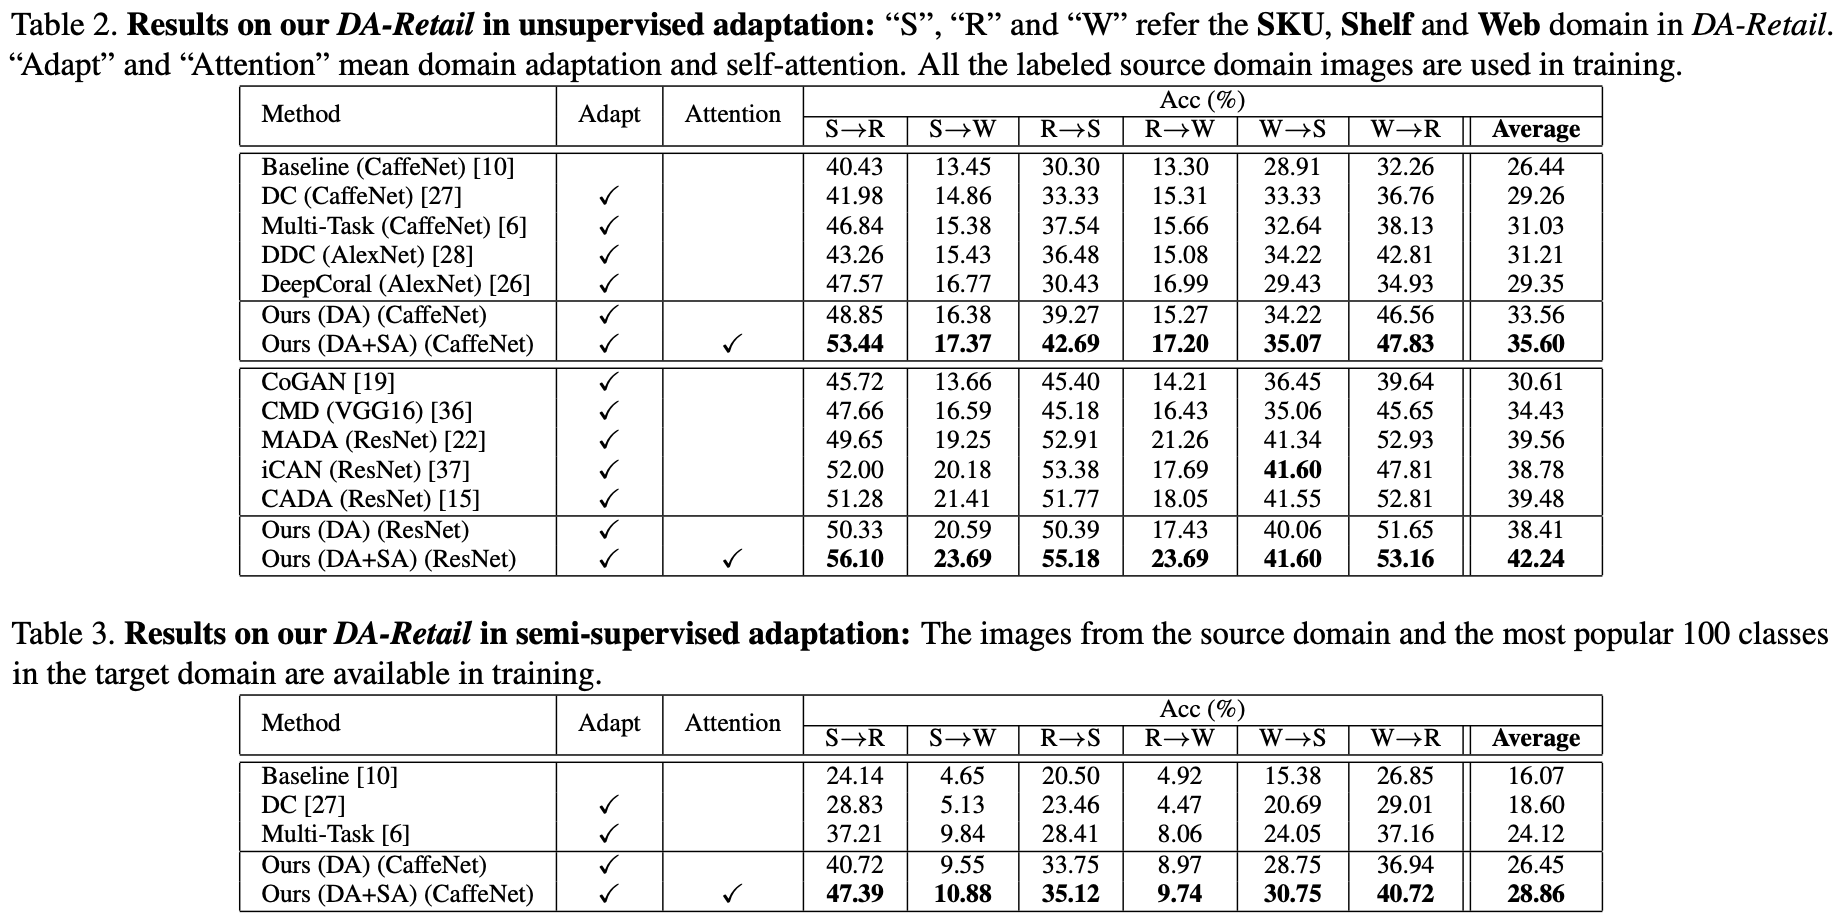 Table 2. Results on our DA-Retail in unsupervised adaptation: “S”, “R” and “W” refer the SKU, Shelf and Web domain in DA-Retail.
“Adapt” and “Attention” mean domain adaptation and self-attention. All the labeled source domain images are used in training.
Method Adapt Attention Acc (%)
S→R S→W R→S R→W W→S W→R Average
Baseline (CaffeNet) [10] 40.43 13.45 30.30 13.30 28.91 32.26 26.44
DC (CaffeNet) [27] ✓ 41.98 14.86 33.33 15.31 33.33 36.76 29.26
Multi-Task (CaffeNet) [6] ✓ 46.84 15.38 37.54 15.66 32.64 38.13 31.03
DDC (AlexNet) [28] ✓ 43.26 15.43 36.48 15.08 34.22 42.81 31.21
DeepCoral (AlexNet) [26] ✓ 47.57 16.77 30.43 16.99 29.43 34.93 29.35
Ours (DA) (CaffeNet) ✓ 48.85 16.38 39.27 15.27 34.22 46.56 33.56
Ours (DA+SA) (CaffeNet) ✓ ✓ 53.44 17.37 42.69 17.20 35.07 47.83 35.60
CoGAN [19] ✓ 45.72 13.66 45.40 14.21 36.45 39.64 30.61
CMD (VGG16) [36] ✓ 47.66 16.59 45.18 16.43 35.06 45.65 34.43
MADA (ResNet) [22] ✓ 49.65 19.25 52.91 21.26 41.34 52.93 39.56
iCAN (ResNet) [37] ✓ 52.00 20.18 53.38 17.69 41.60 47.81 38.78
CADA (ResNet) [15] ✓ 51.28 21.41 51.77 18.05 41.55 52.81 39.48
Ours (DA) (ResNet) ✓ 50.33 20.59 50.39 17.43 40.06 51.65 38.41
Ours (DA+SA) (ResNet) ✓ ✓ 56.10 23.69 55.18 23.69 41.60 53.16 42.24
Table 3. Results on our DA-Retail in semi-supervised adaptation: The images from the source domain and the most popular 100 classes
in the target domain are available in training.
Method Adapt Attention Acc (%)
S→R S→W R→S R→W W→S W→R Average
Baseline [10] 24.14 4.65 20.50 4.92 15.38 26.85 16.07
DC [27] ✓ 28.83 5.13 23.46 4.47 20.69 29.01 18.60
Multi-Task [6] ✓ 37.21 9.84 28.41 8.06 24.05 37.16 24.12
Ours (DA) (CaffeNet) ✓ 40.72 9.55 33.75 8.97 28.75 36.94 26.45
Ours (DA+SA) (CaffeNet) ✓ ✓ 47.39 10.88 35.12 9.74 30.75 40.72 28.86